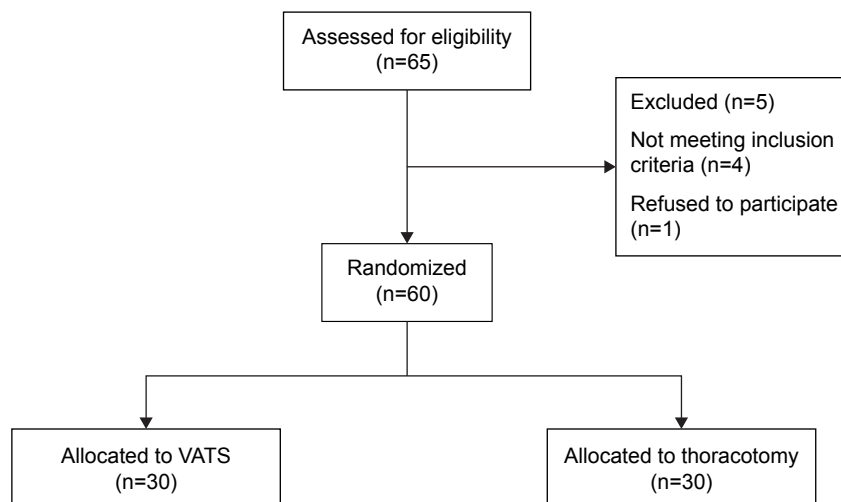 Assessed for eligibility
(n=65)
Excluded (n=5)
Not meeting inclusion
criteria (n=4)
Refused to participate
(n=1)
Randomized
(n=60)
Allocated to VATS
(n=30)
Allocated to thoracotomy
(n=30)